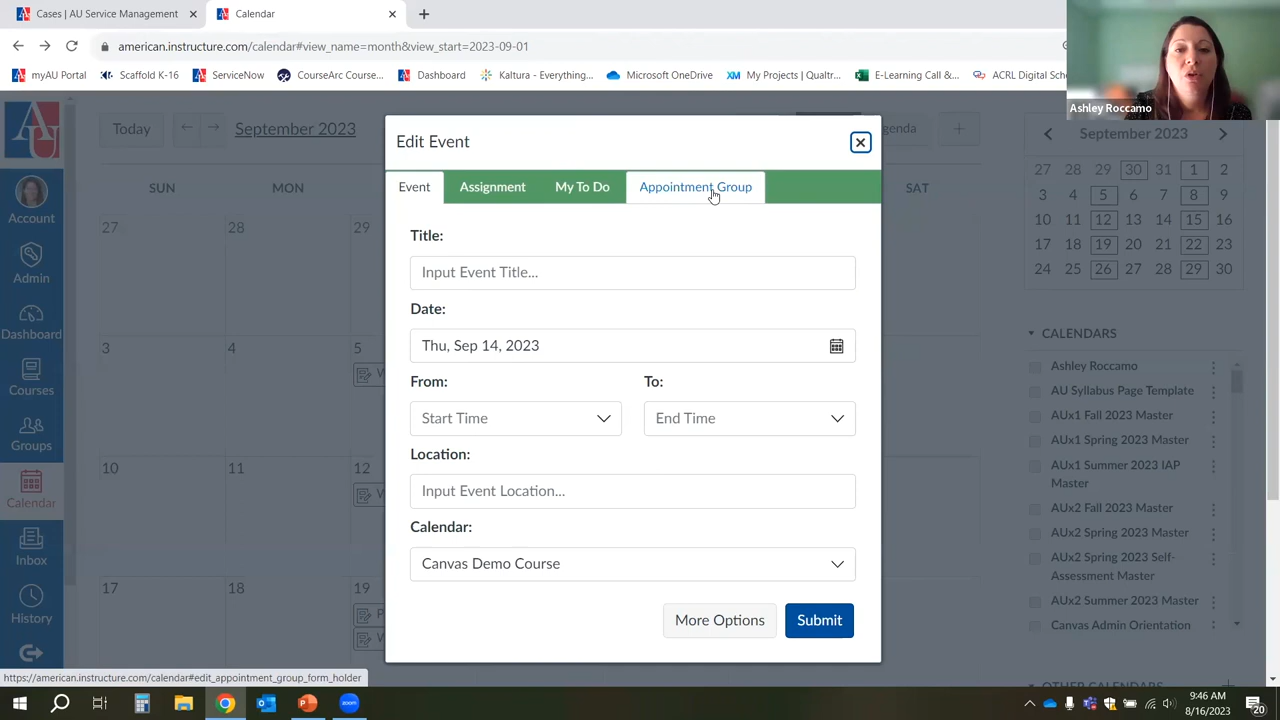 Cases | AU Service Management
Calendar
american.instructure.com/calendar#view_name=month&view_start=2023-09-01
myAU Portal
Scaffold K-16
ServiceNow
CourseArc Course...
Dashboard
Kaltura - Everything...
Microsoft OneDrive
My Projects | Qualtr...
E-Learning Call &...
ACRL Digital Sch
Ashley Roccamo
Today
September 2023
genda
September 2023
SUN
MON
SAT
27 28 29 30 31 1 2
3 4 5 6 7 8 9
10 11 12 13 14 15 16
17 18 19 20 21 22 23
24 25 26 27 28 29 30
27
28
29
3
4
5
10
11
12
17
18
19
Account
Admin
Dashboard
Courses
Groups
Calendar
Inbox
History
Edit Event
Event
Assignment
My To Do
Appointment Group
Title:
Input Event Title...
Date:
Thu, Sep 14, 2023
From:
To:
Start Time
End Time
Location:
Input Event Location...
Calendar:
Canvas Demo Course
More Options
Submit
CALENDARS
Ashley Roccamo
AU Syllabus Page Template
AUx1 Fall 2023 Master
AUx1 Spring 2023 Master
AUx1 Summer 2023 IAP
Master
AUx2 Fall 2023 Master
AUx2 Spring 2023 Master
AUx2 Spring 2023 Self-
Assessment Master
AUx2 Summer 2023 Master
Canvas Admin Orientation
OTHER CALENDARS
https://american.instructure.com/calendar#edit_appointment_group_form_holder
9:46 AM
8/16/2023
20